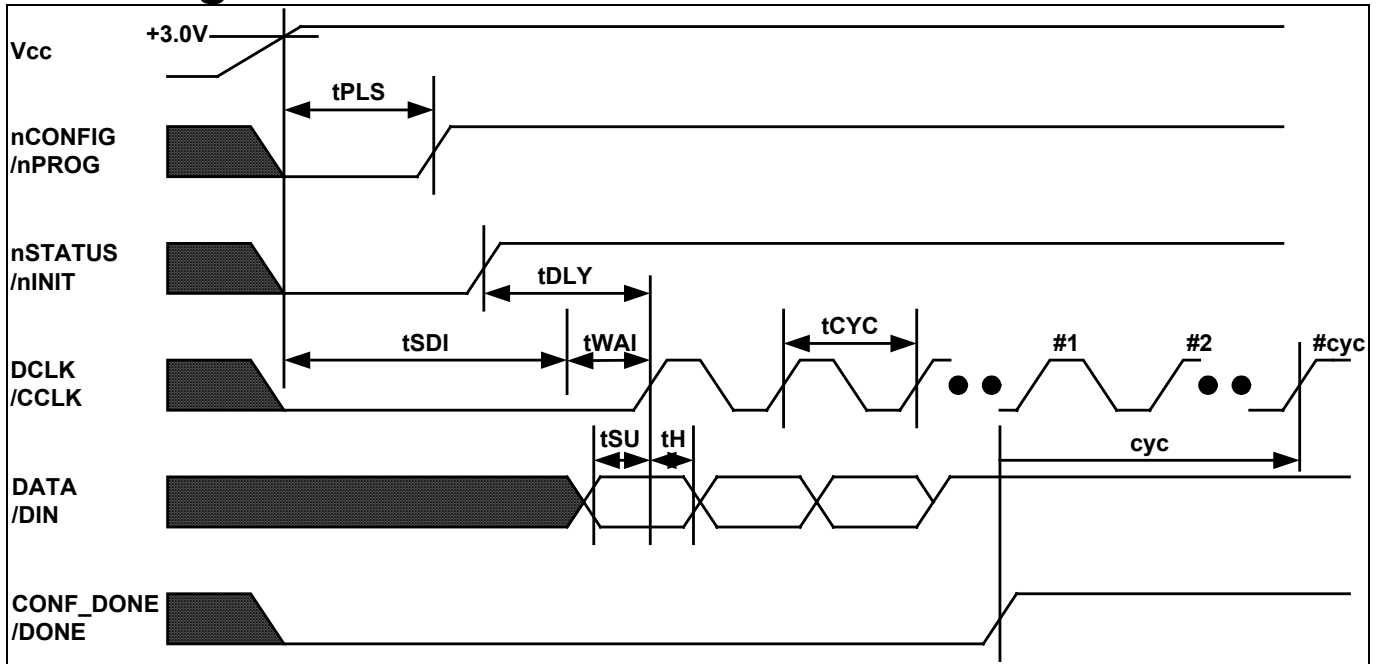 +3.0V
Vcc
tPLS
nCONFIG
/nPROG
nSTATUS
/nINIT
tDLY
tSDI
tWAI
tCYC
#1
#2
#cyc
DCLK
/CCLK
tSU
tH
cyc
DATA
/DIN
CONF_DONE
/DONE